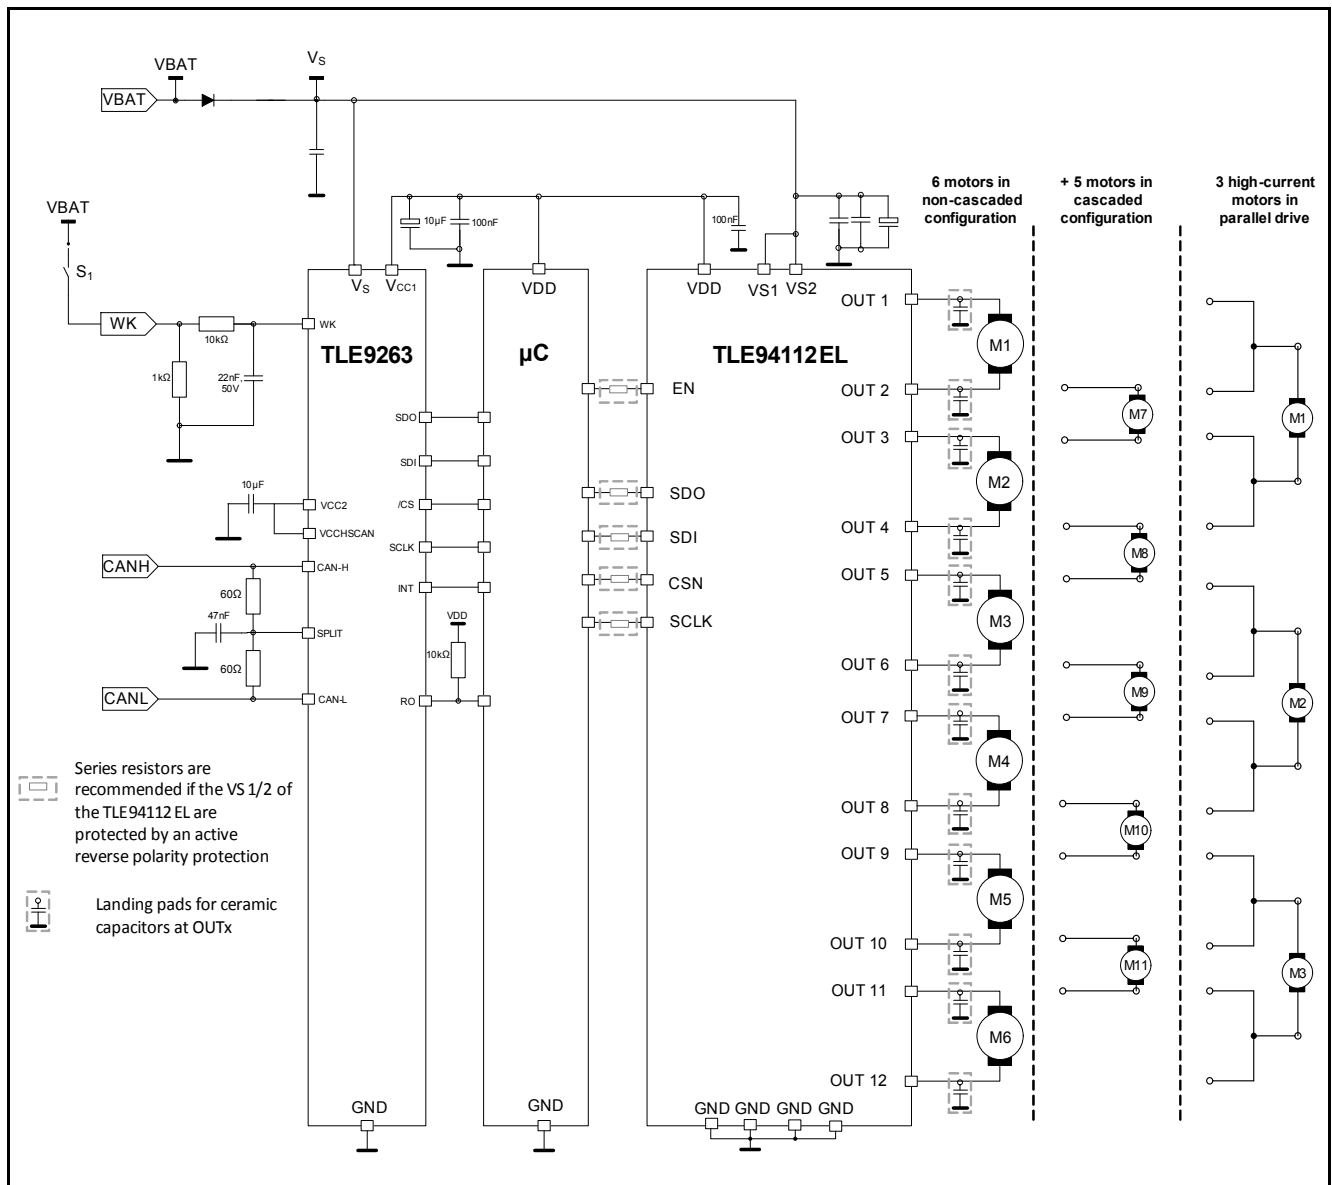 VBAT
VS
VBAT
6 motors in
non-cascaded
configuration
+ 5 motors in
cascaded
configuration
3 high-current
motors in
parallel drive
VBAT
S1
10µF
100nF
100nF
VS
VCC1
VDD
VDD
VS1
VS2
WK
10kΩ
1kΩ
22nF,
50V
WK
TLE9263
µC
TLE94112EL
OUT 1
OUT 2
OUT 3
OUT 4
OUT 5
OUT 6
OUT 7
OUT 8
OUT 9
OUT 10
OUT 11
OUT 12
EN
SDO
SDI
CSN
SCLK
SDO
SDI
/CS
SCLK
INT
RO
VDD
10kΩ
10µF
VCC2
VCCHSCAN
CANH
CAN-H
60Ω
47nF
SPLIT
60Ω
CANL
CAN-L
M1
M2
M3
M4
M5
M6
M7
M8
M9
M10
M11
M1
M2
M3
Series resistors are
recommended if the VS 1/2 of
the TLE94112 EL are
protected by an active
reverse polarity protection
Landing pads for ceramic
capacitors at OUTx
GND
GND
GND GND GND GND